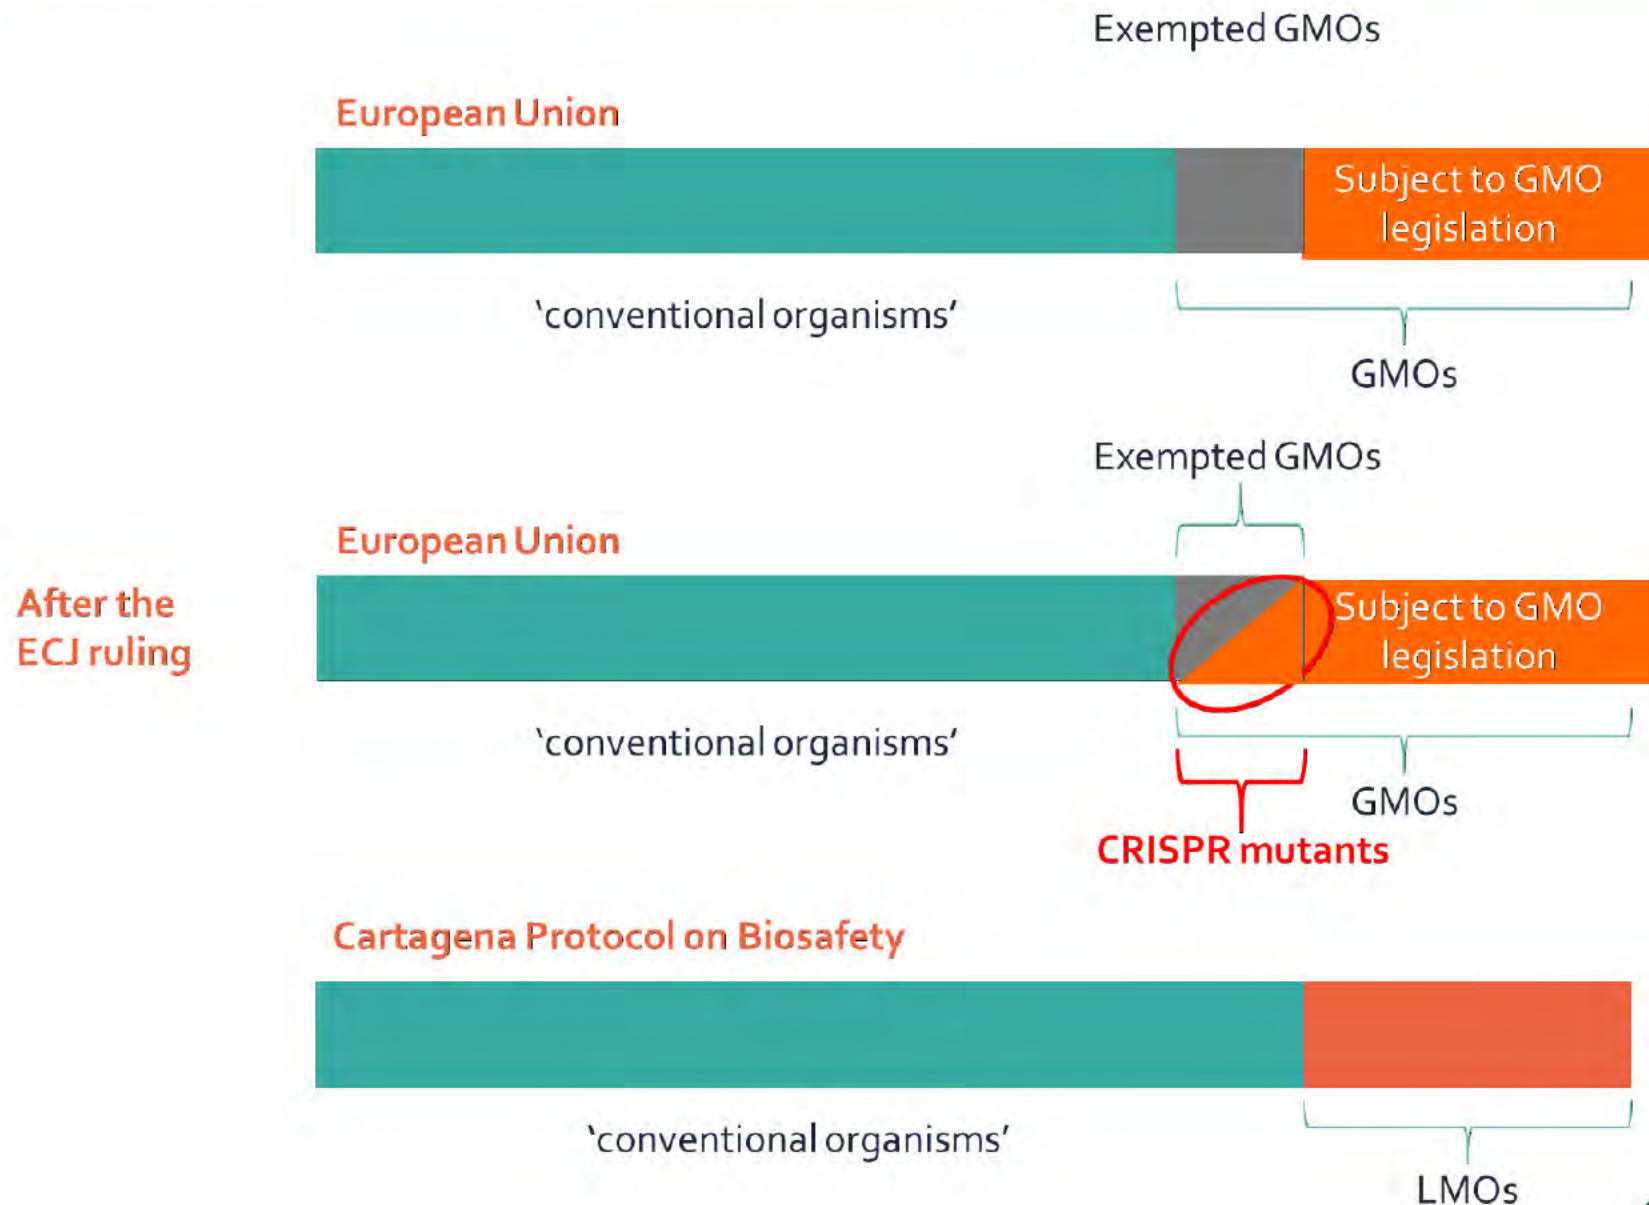 Exempted GMOs
European Union
Subject to GMO
legislation
‘conventional organisms’
GMOs
Exempted GMOs
European Union
After the
ECJ ruling
Subject to GMO
legislation
‘conventional organisms’
GMOs
CRISPR mutants
Cartagena Protocol on Biosafety
‘conventional organisms’
LMOs